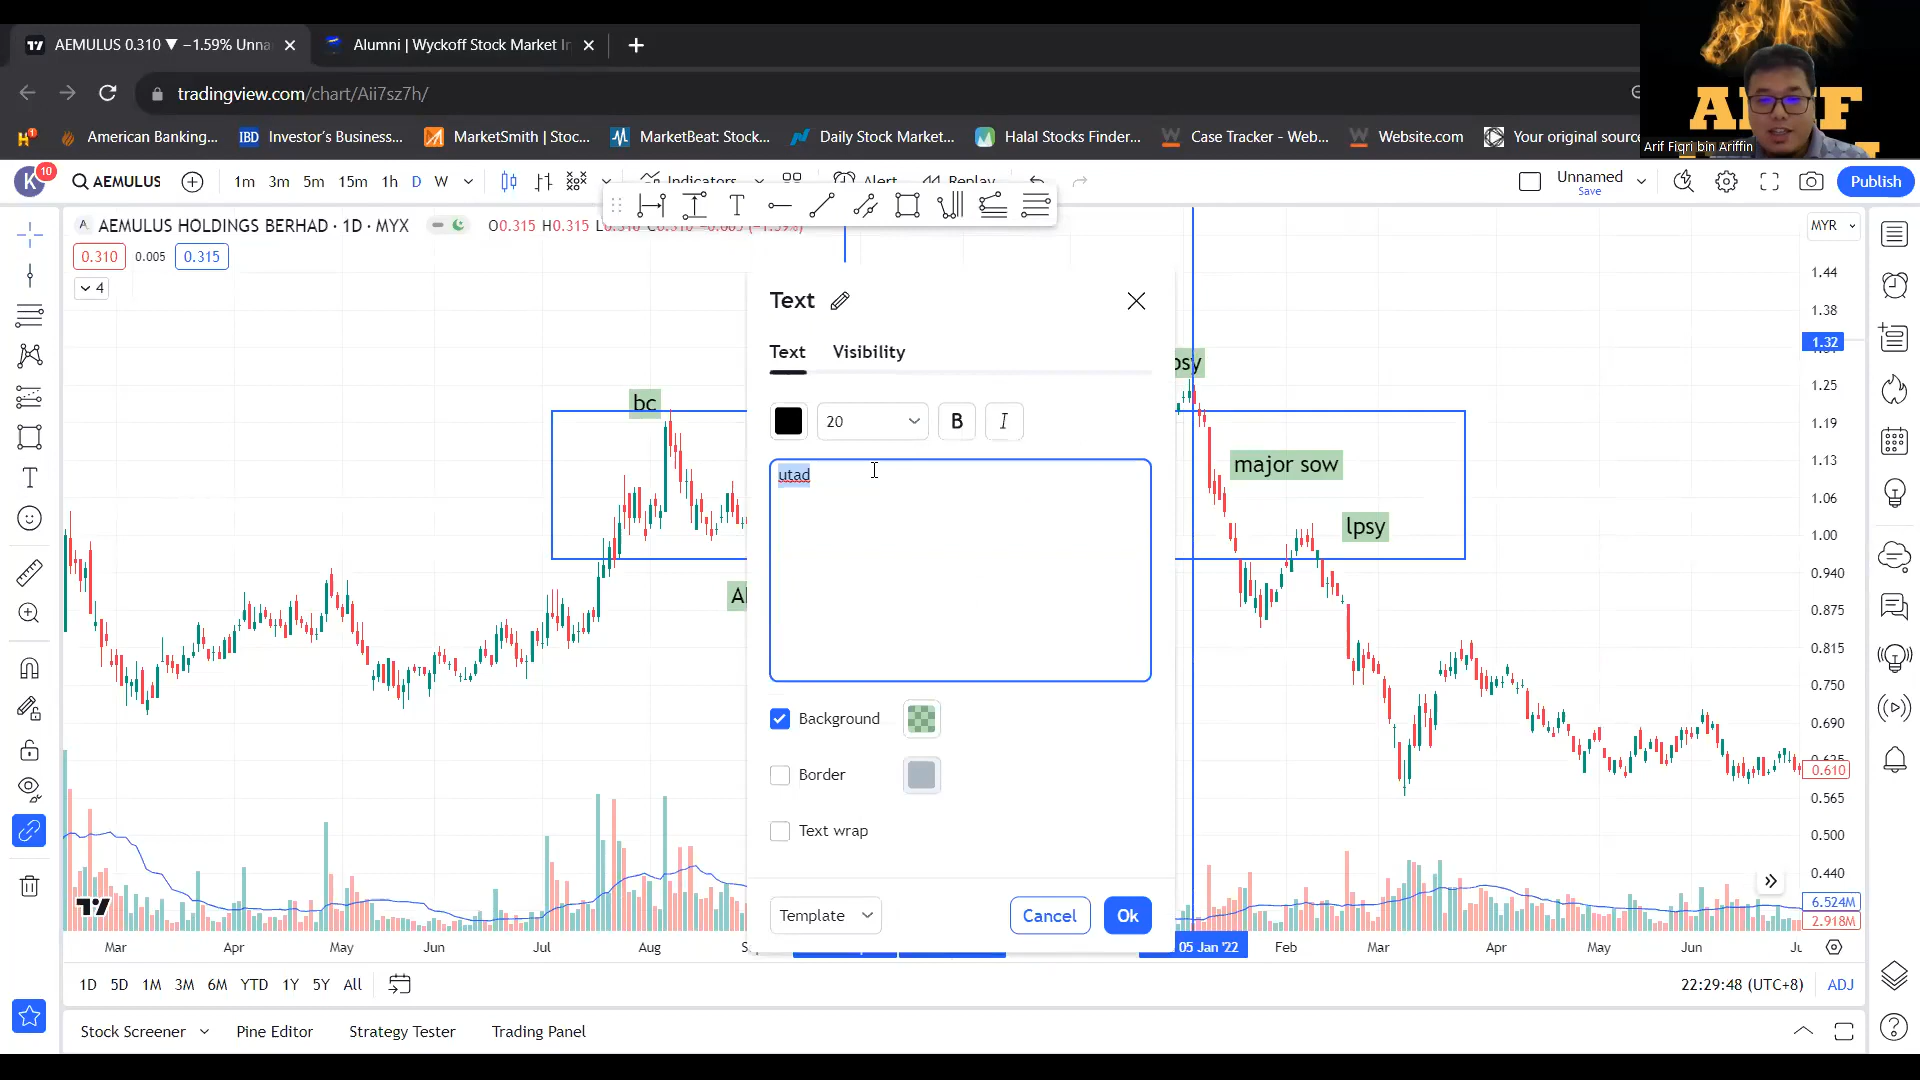 AEMULUS 0.310 ▼ −1.59% Unna
Alumni | Wyckoff Stock Market In
tradingview.com/chart/Aii7sz7h/
American Banking...
IBD Investor's Business...
MarketSmith | Stoc...
MarketBeat: Stock...
Daily Stock Market...
Halal Stocks Finder...
Case Tracker - Web...
Website.com
Your original source
Arif Fiqri bin Ariffin
K 10
AEMULUS
1m 3m 5m 15m 1h D W
Indicators
Alert
Replay
Unnamed
Save
Publish
AEMULUS HOLDINGS BERHAD · 1D · MYX
O0.315 H0.315
0.310 0.005 0.315
4
MYR
Text
Text Visibility
20 B I
utad
Background
Border
Text wrap
Template Cancel Ok
bc
major sow
lpsy
1.44
1.38
1.32
1.25
1.19
1.13
1.06
1.00
0.940
0.875
0.815
0.750
0.690
0.610
0.565
0.500
0.440
6.524M
2.918M
Mar Apr May Jun Jul Aug 05 Jan '22 Feb Mar Apr May Jun
1D 5D 1M 3M 6M YTD 1Y 5Y All
22:29:48 (UTC+8) ADJ
Stock Screener Pine Editor Strategy Tester Trading Panel